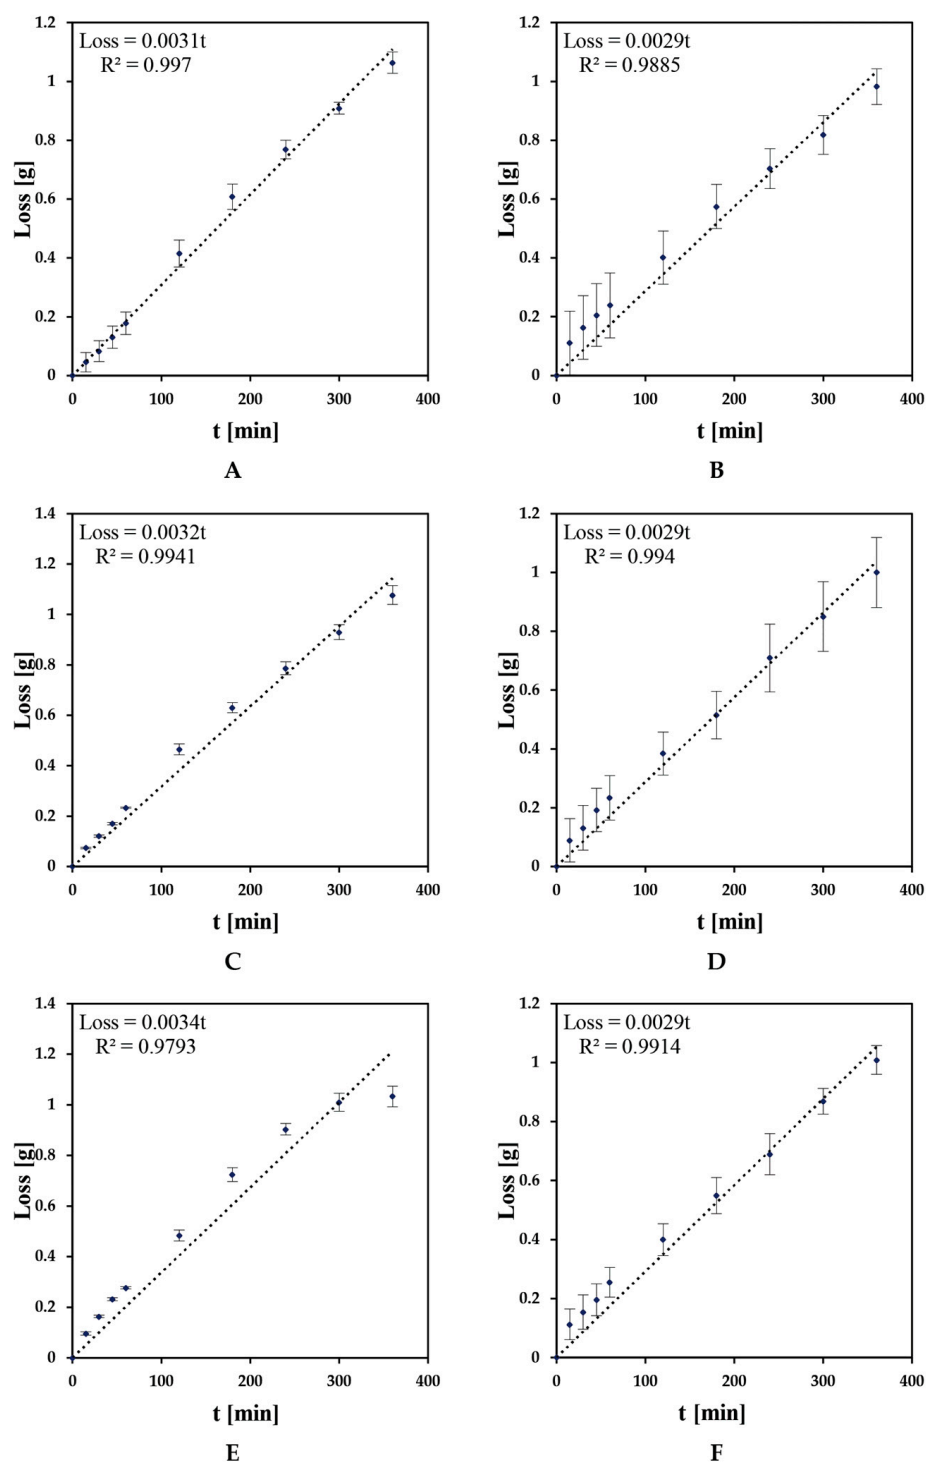 Loss = 0.0031t
R² = 0.997
1.2
1
0.8
0.6
0.4
0.2
0
Loss [g]
0 100 200 300 400
t [min]
A
Loss = 0.0029t
R² = 0.9885
1.2
1
0.8
0.6
0.4
0.2
0
Loss [g]
0 100 200 300 400
t [min]
B
Loss = 0.0032t
R² = 0.9941
1.4
1.2
1
0.8
0.6
0.4
0.2
0
Loss [g]
0 100 200 300 400
t [min]
C
Loss = 0.0029t
R² = 0.994
1.2
1
0.8
0.6
0.4
0.2
0
Loss [g]
0 100 200 300 400
t [min]
D
Loss = 0.0034t
R² = 0.9793
1.4
1.2
1
0.8
0.6
0.4
0.2
0
Loss [g]
0 100 200 300 400
t [min]
E
Loss = 0.0029t
R² = 0.9914
1.2
1
0.8
0.6
0.4
0.2
0
Loss [g]
0 100 200 300 400
t [min]
F